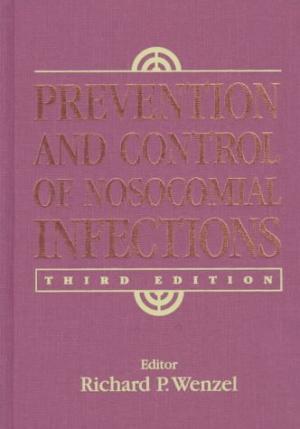 PREVENTION
AND CONTROL
OF NOSOCOMIAL
INFECTIONS
THIRD EDITION
Editor
Richard P. Wenzel